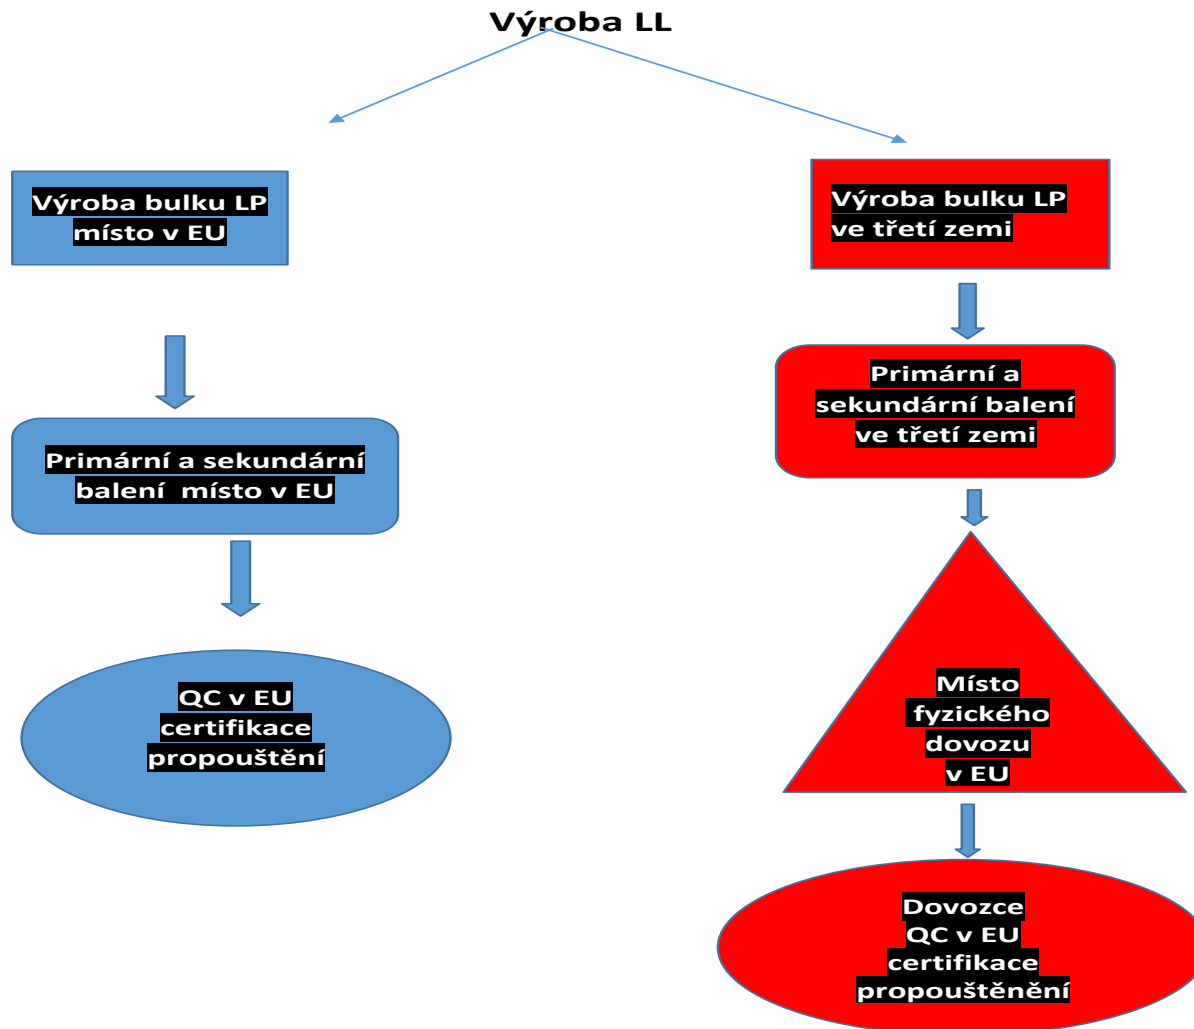 Výroba LL
Výroba bulku LP
místo v EU
Primární a sekundární
balení místo v EU
QC v EU
certifikace
propouštění
Výroba bulku LP
ve třetí zemi
Primární a
sekundární balení
ve třetí zemi
Místo
fyzického
dovozu
v EU
Dovozce
QC v EU
certifikace
propouštěnění